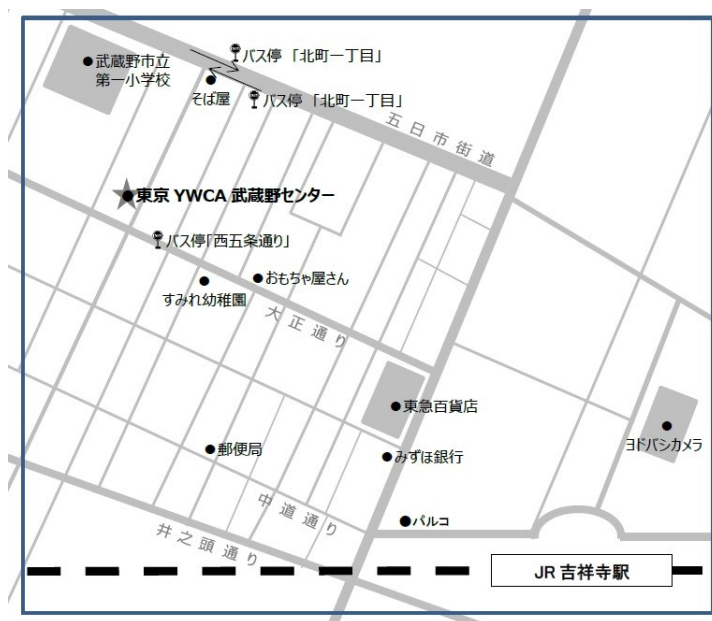 バス停 「北町一丁目」
武蔵野市立
第一小学校
そば屋
バス停 「北町一丁目」
五日市街道
東京 YWCA 武蔵野センター
バス停「西五条通り」
おもちゃ屋さん
すみれ幼稚園
大正通り
東急百貨店
ヨドバシカメラ
郵便局
みずほ銀行
中道通り
パルコ
井之頭通り
JR 吉祥寺駅